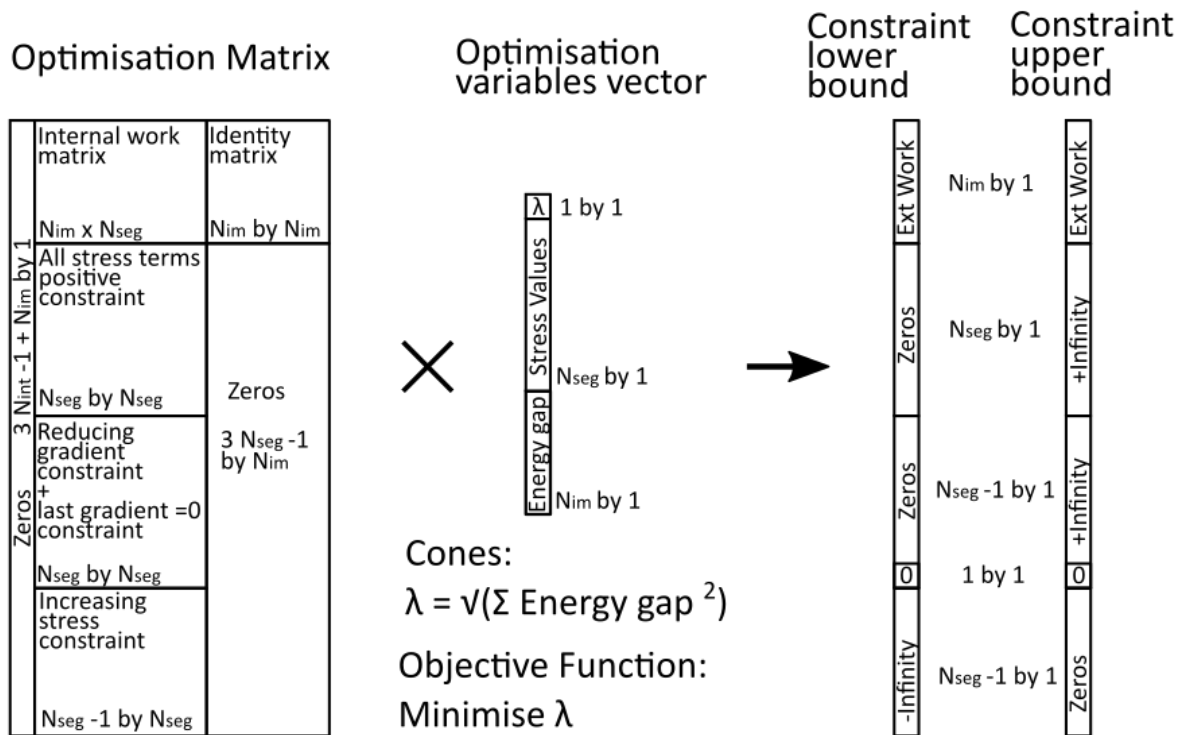 Optimisation Matrix
Optimisation
variables vector
Constraint
lower
bound
Constraint
upper
bound
Zeros 3 Nint -1 + Nim by 1
Internal work
matrix
Nim x Nseg
Identity
matrix
Nim by Nim
All stress terms
positive
constraint
Nseg by Nseg
Reducing
gradient
constraint
+
last gradient =0
constraint
Nseg by Nseg
Increasing
stress
constraint
Nseg -1 by Nseg
Zeros
3 Nseg -1
by Nim
λ
1 by 1
Stress Values
Nseg by 1
Energy gap
Nim by 1
Cones:
λ = √(Σ Energy gap ²)
Objective Function:
Minimise λ
Ext Work
Nim by 1
Ext Work
Zeros
Nseg by 1
+Infinity
Zeros
Nseg -1 by 1
+Infinity
0
1 by 1
0
-Infinity
Nseg -1 by 1
Zeros